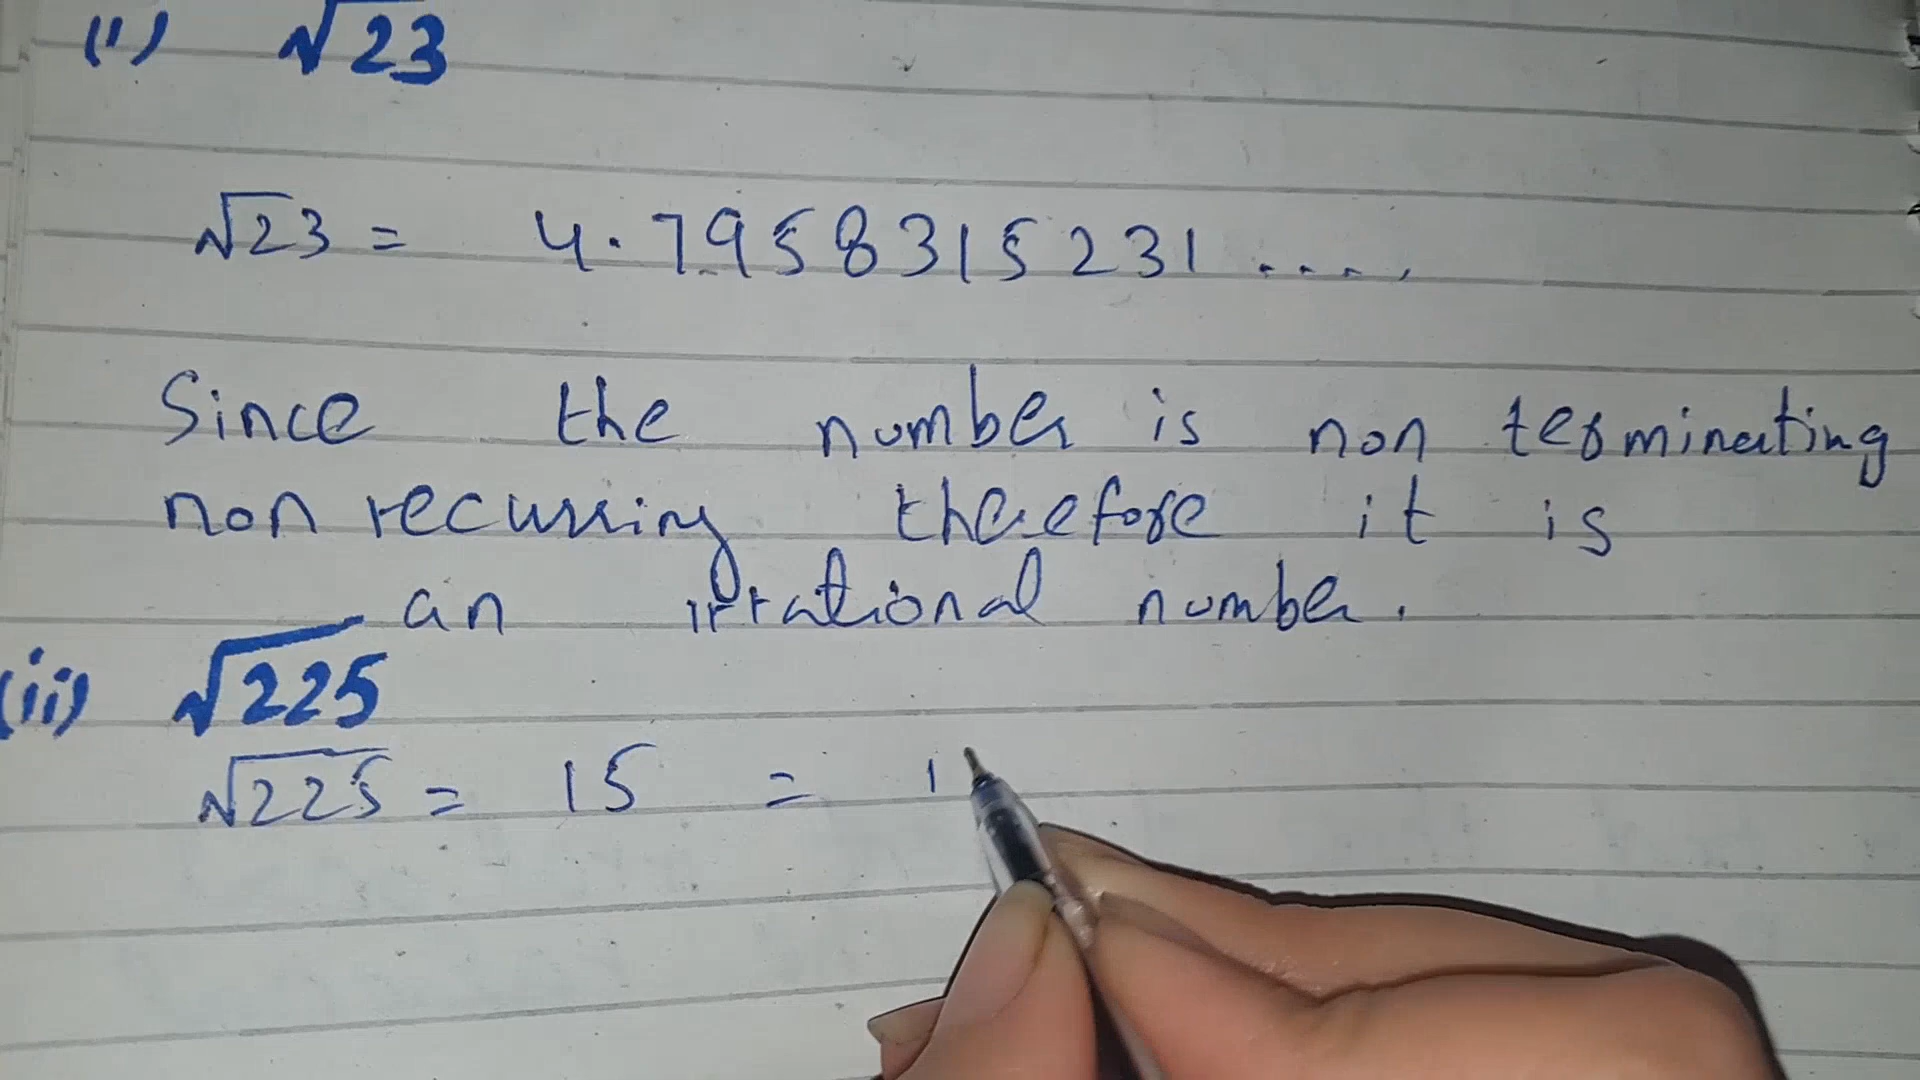 (i) √23
√23 = 4.7958315231 .....
Since the number is non terminating
non recurring therefore it is
an irrational number.
(ii) √225
√225 = 15 = 1